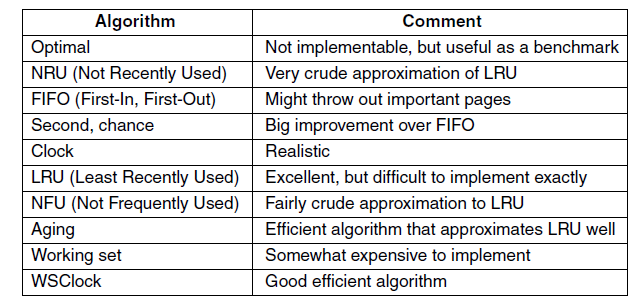 Algorithm Comment
Optimal Not implementable, but useful as a benchmark
NRU (Not Recently Used) Very crude approximation of LRU
FIFO (First-In, First-Out) Might throw out important pages
Second, chance Big improvement over FIFO
Clock Realistic
LRU (Least Recently Used) Excellent, but difficult to implement exactly
NFU (Not Frequently Used) Fairly crude approximation to LRU
Aging Efficient algorithm that approximates LRU well
Working set Somewhat expensive to implement
WSClock Good efficient algorithm